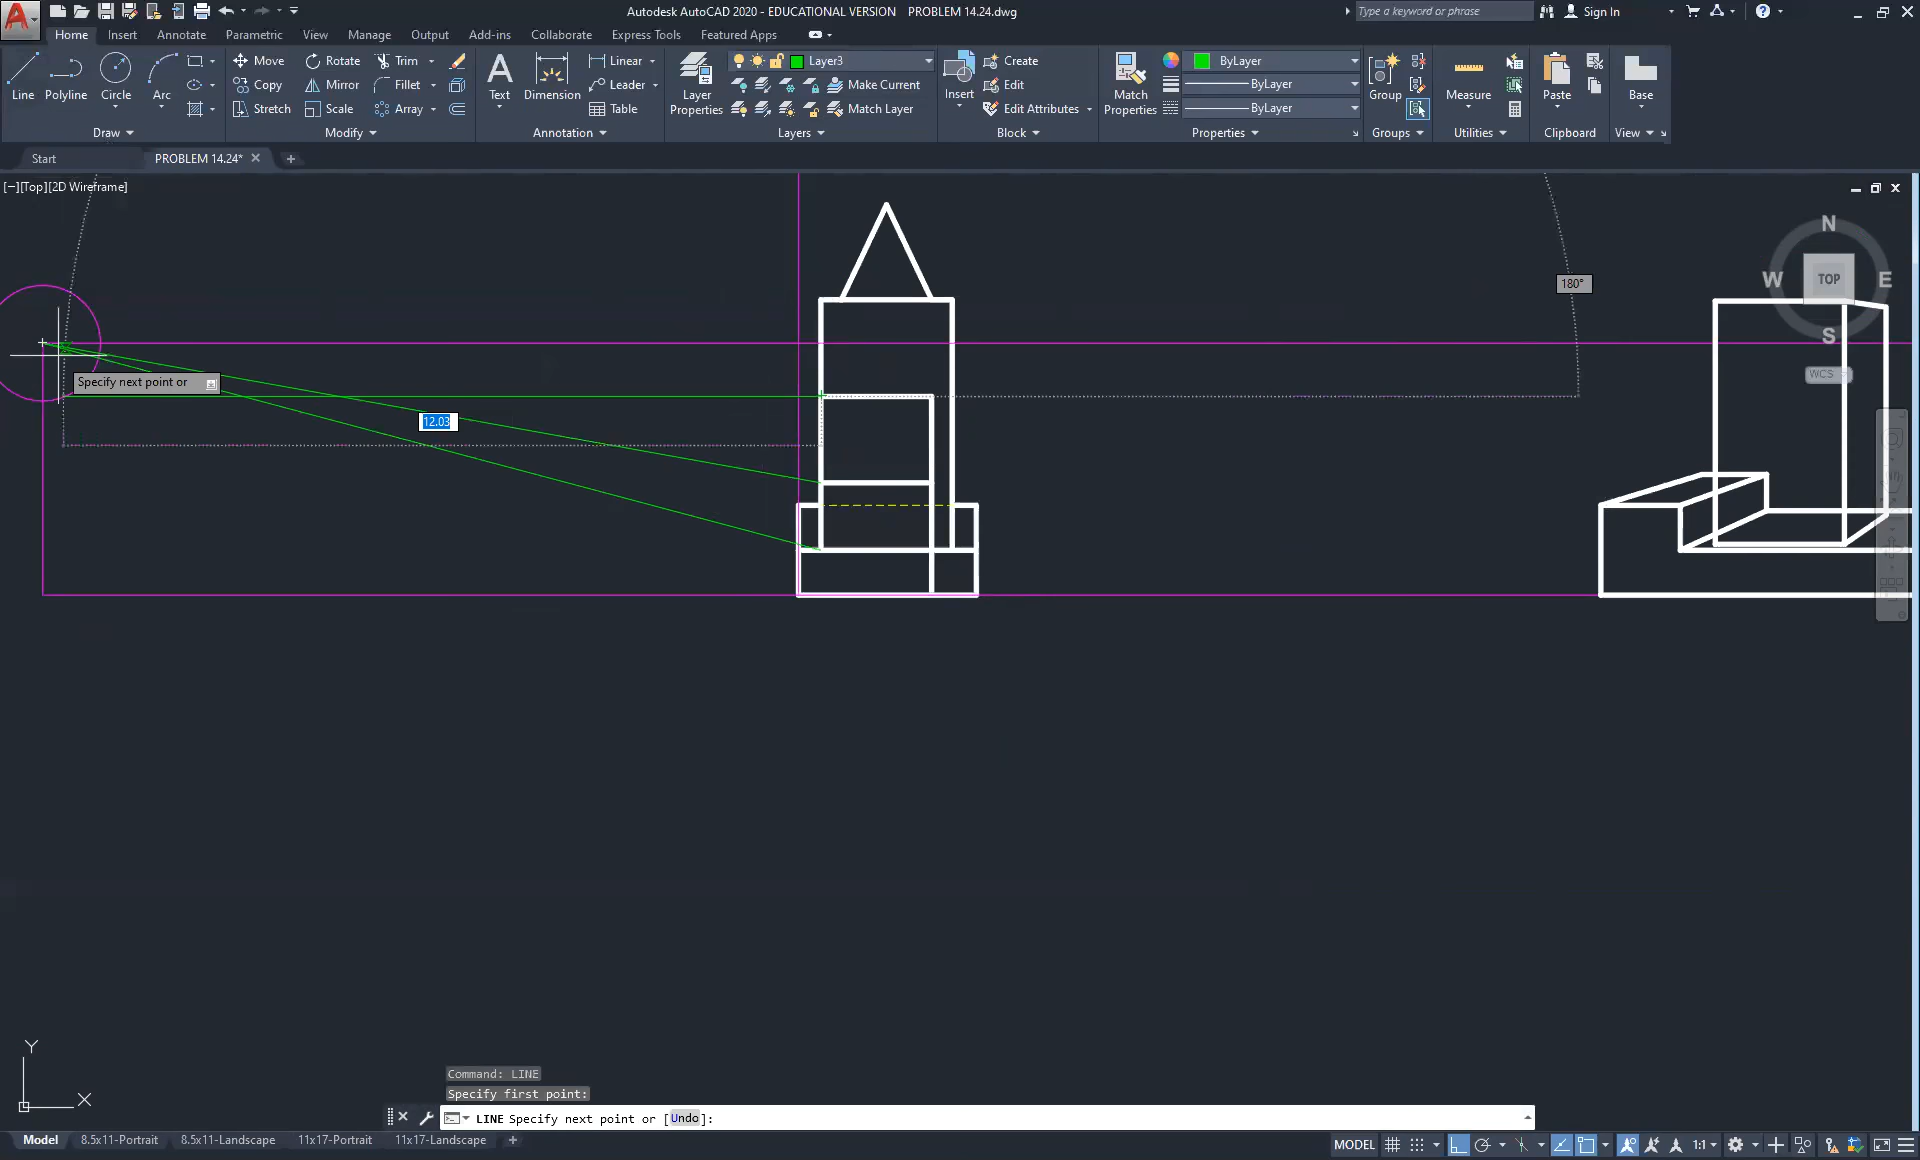 Autodesk AutoCAD 2020 - EDUCATIONAL VERSION PROBLEM 14.24.dwg
Type a keyword or phrase
Sign In
Home Insert Annotate Parametric View Manage Output Add-ins Collaborate Express Tools Featured Apps
Line Polyline Circle Arc
Move Rotate Trim
Copy Mirror Fillet
Stretch Scale Array
Text Dimension
Linear
Leader
Table
Layer Properties
Layer3
Make Current
Match Layer
Insert
Create
Edit
Edit Attributes
Match Properties
ByLayer
ByLayer
ByLayer
Group
Measure
Paste
Base
Draw Modify Annotation Layers Block Properties Groups Utilities Clipboard View
Start PROBLEM 14.24*
[−][Top][2D Wireframe]
N
W TOP E
S
WCS
180°
Specify next point or
12.03
Y
X
Command: LINE
Specify first point:
LINE Specify next point or [Undo]:
Model 8.5x11-Portrait 8.5x11-Landscape 11x17-Portrait 11x17-Landscape
MODEL 1:1